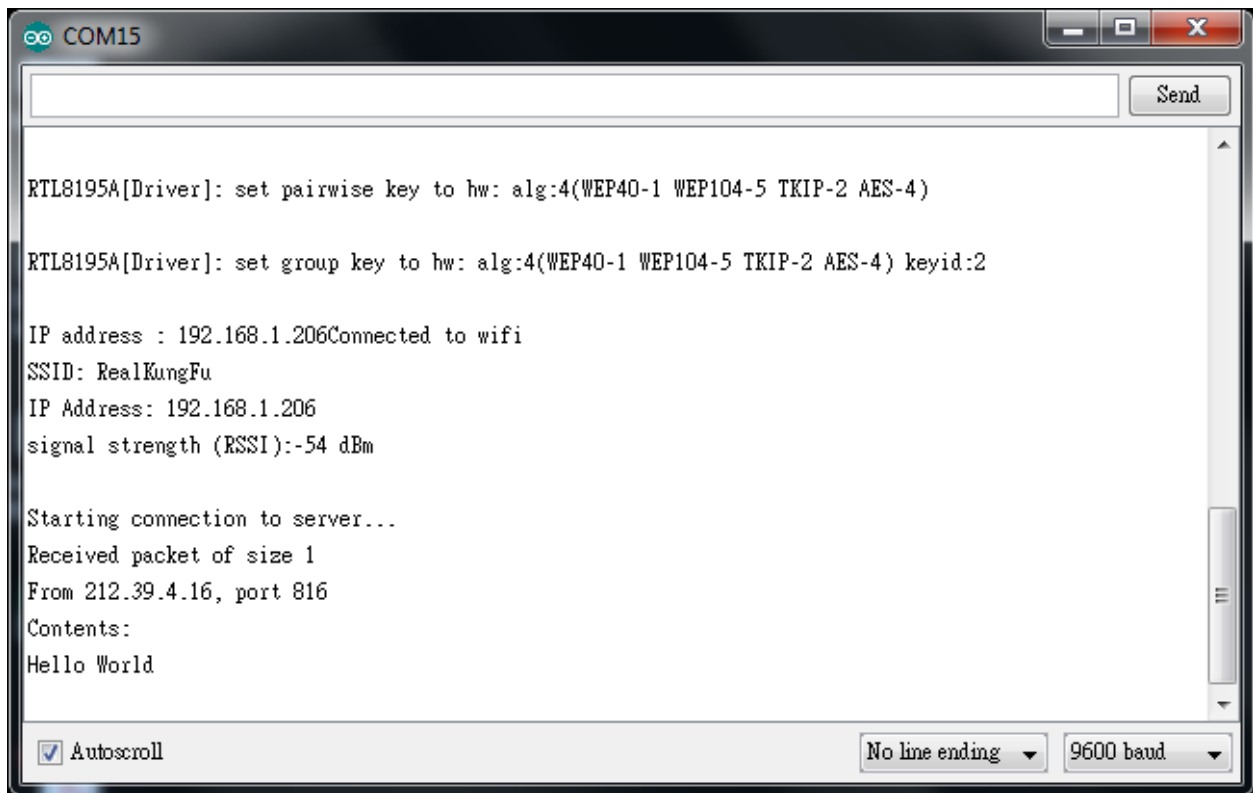 COM15
Send
RTL8195A[Driver]: set pairwise key to hw: alg:4(WEP40-1 WEP104-5 TKIP-2 AES-4)
RTL8195A[Driver]: set group key to hw: alg:4(WEP40-1 WEP104-5 TKIP-2 AES-4) keyid:2
IP address : 192.168.1.206Connected to wifi
SSID: RealKungFu
IP Address: 192.168.1.206
signal strength (RSSI):-54 dBm
Starting connection to server...
Received packet of size 1
From 212.39.4.16, port 816
Contents:
Hello World
Autoscroll No line ending 9600 baud